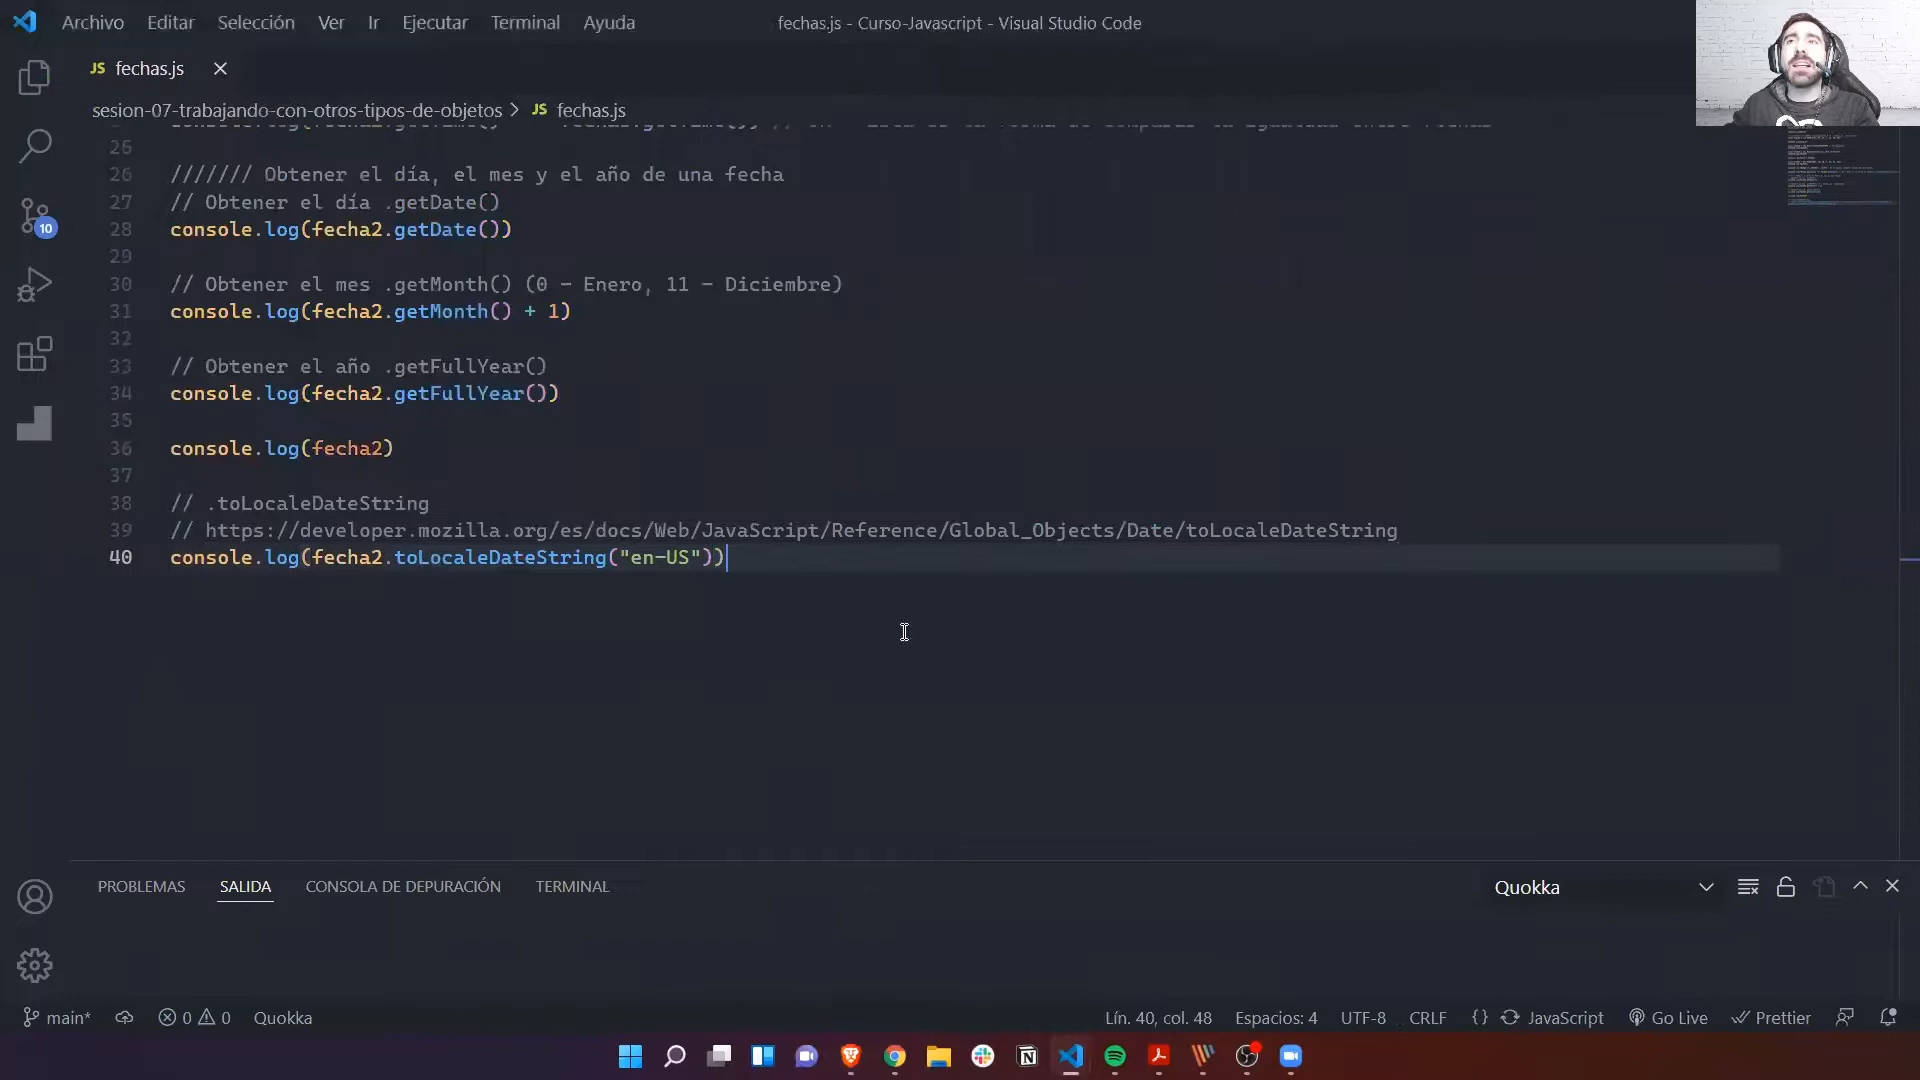 Archivo Editar Selección Ver Ir Ejecutar Terminal Ayuda
fechas.js - Curso-Javascript - Visual Studio Code
JS fechas.js
sesion-07-trabajando-con-otros-tipos-de-objetos > JS fechas.js
25
26 /////// Obtener el día, el mes y el año de una fecha
27 // Obtener el día .getDate()
28 console.log(fecha2.getDate())
29
30 // Obtener el mes .getMonth() (0 - Enero, 11 - Diciembre)
31 console.log(fecha2.getMonth() + 1)
32
33 // Obtener el año .getFullYear()
34 console.log(fecha2.getFullYear())
35
36 console.log(fecha2)
37
38 // .toLocaleDateString
39 // https://developer.mozilla.org/es/docs/Web/JavaScript/Reference/Global_Objects/Date/toLocaleDateString
40 console.log(fecha2.toLocaleDateString("en-US"))
10
PROBLEMAS SALIDA CONSOLA DE DEPURACIÓN TERMINAL
Quokka
main* 0 0 Quokka
Lín. 40, col. 48 Espacios: 4 UTF-8 CRLF {} JavaScript Go Live Prettier